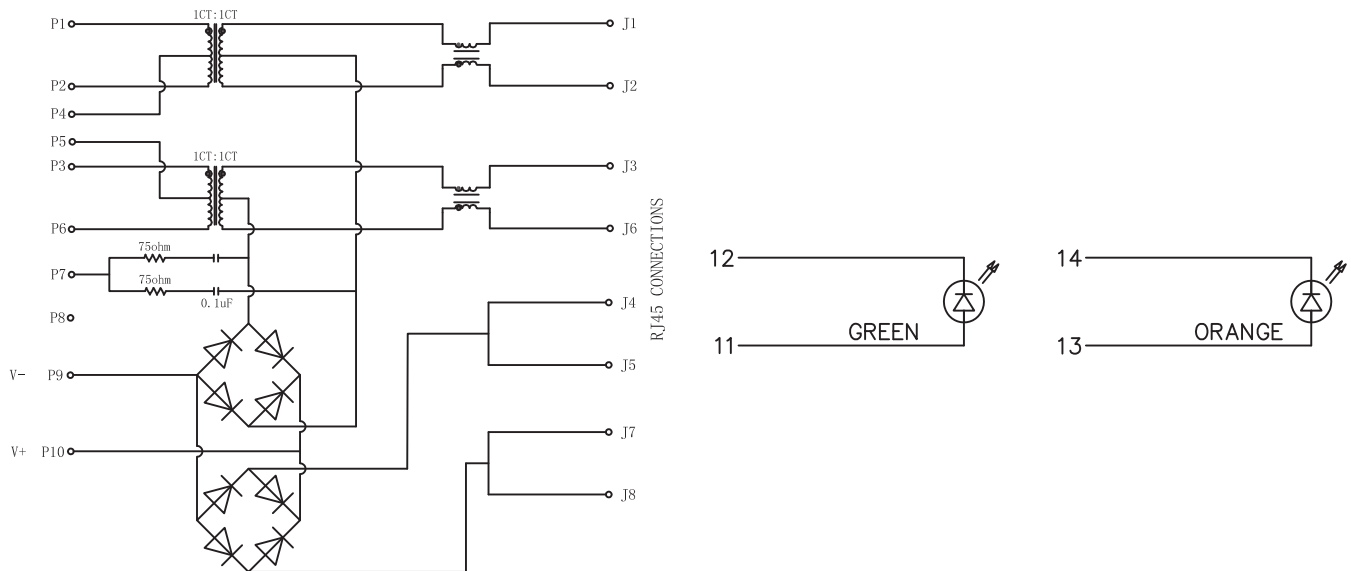 1CT:1CT
P1
J1
P2
J2
P4
P5
1CT:1CT
P3
J3
P6
J6
75ohm
P7
75ohm
0.1uF
P8
J4
J5
V- P9
V+ P10
J7
J8
RJ45 CONNECTIONS
12
GREEN
11
14
ORANGE
13